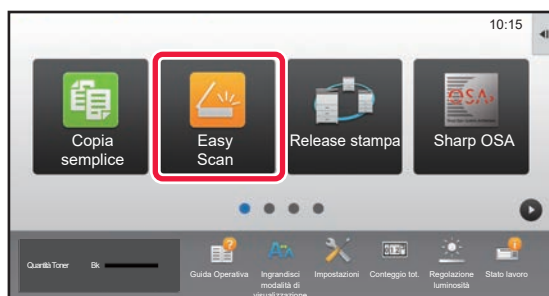 10:15
Copia
semplice
Easy
Scan
Release stampa
Sharp OSA
Quantità Toner Bk
Guida Operativa
Ingrandisci
modalità di
visualizzazione
Impostazioni
Conteggio tot.
Regolazione
luminosità
Stato lavoro